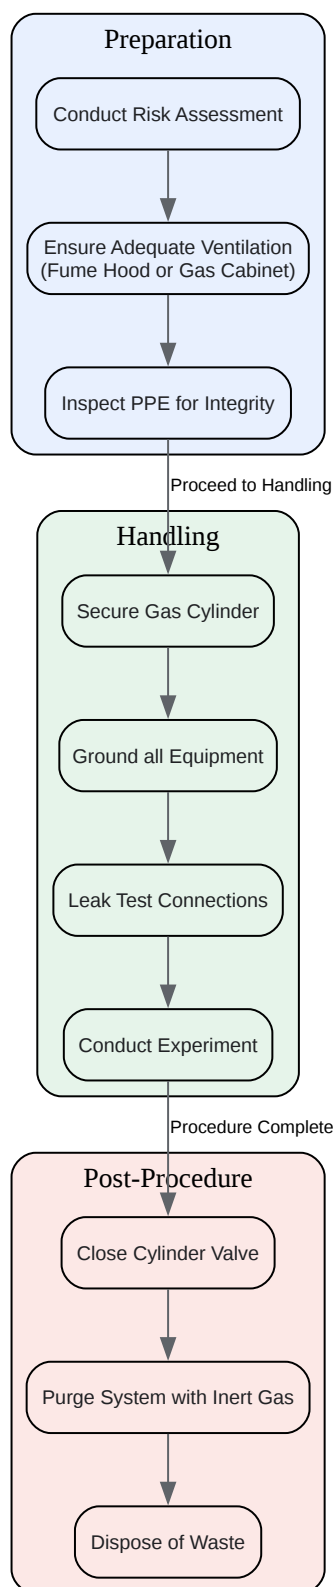 Preparation
Conduct Risk Assessment
Ensure Adequate Ventilation
(Fume Hood or Gas Cabinet)
Inspect PPE for Integrity
Proceed to Handling
Handling
Secure Gas Cylinder
Ground all Equipment
Leak Test Connections
Conduct Experiment
Procedure Complete
Post-Procedure
Close Cylinder Valve
Purge System with Inert Gas
Dispose of Waste